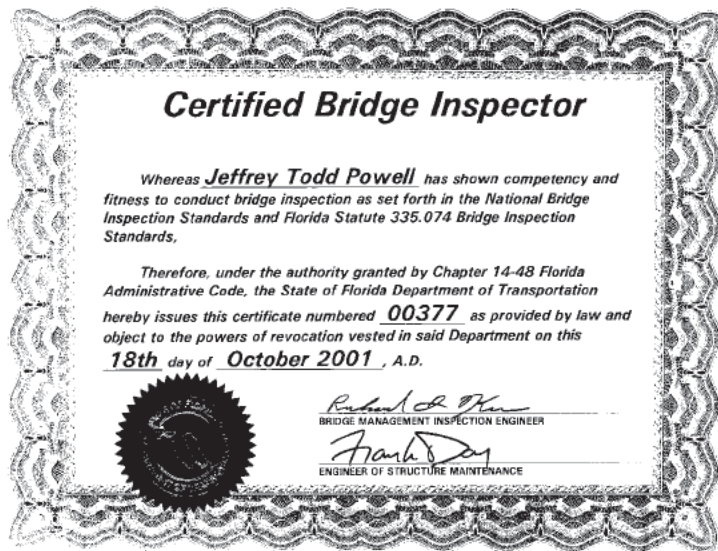 Certified Bridge Inspector
Whereas Jeffrey Todd Powell has shown competency and
fitness to conduct bridge inspection as set forth in the National Bridge
Inspection Standards and Florida Statute 335.074 Bridge Inspection
Standards,
Therefore, under the authority granted by Chapter 14-48 Florida
Administrative Code, the State of Florida Department of Transportation
hereby issues this certificate numbered 00377 as provided by law and
object to the powers of revocation vested in said Department on this
18th day of October 2001, A.D.
BRIDGE MANAGEMENT INSPECTION ENGINEER
Frank Day
ENGINEER OF STRUCTURE MAINTENANCE